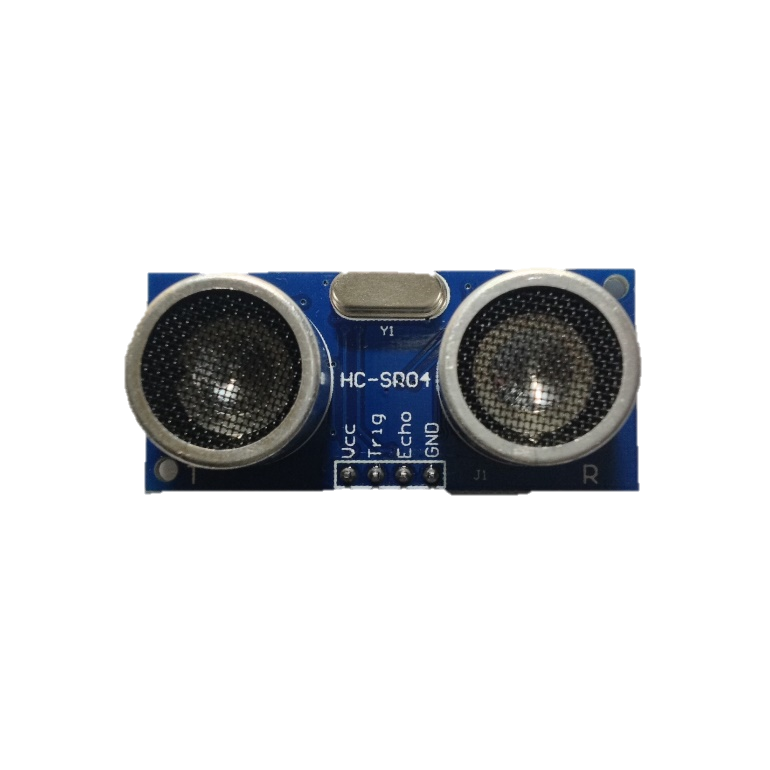 Y1
HC-SR04
Vcc
Trig
Echo
GND
T
J1
R